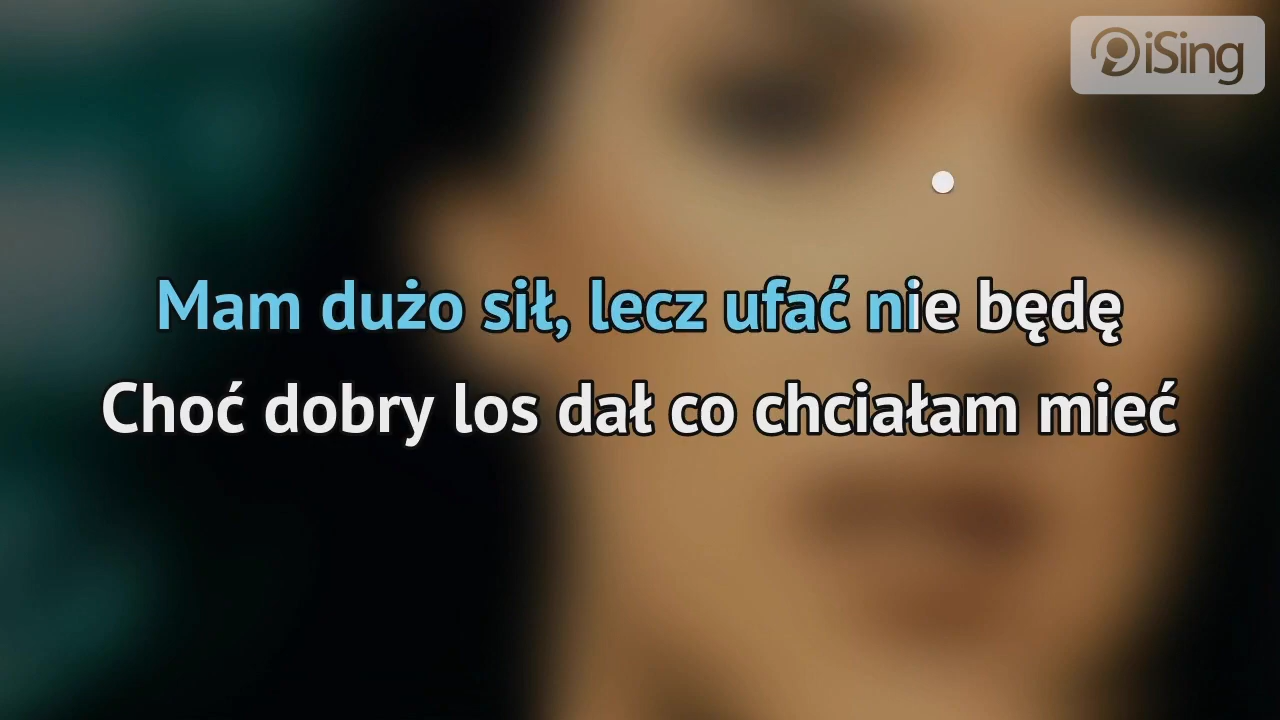 iSing
Mam dużo sił, lecz ufać nie będę
Choć dobry los dał co chciałam mieć